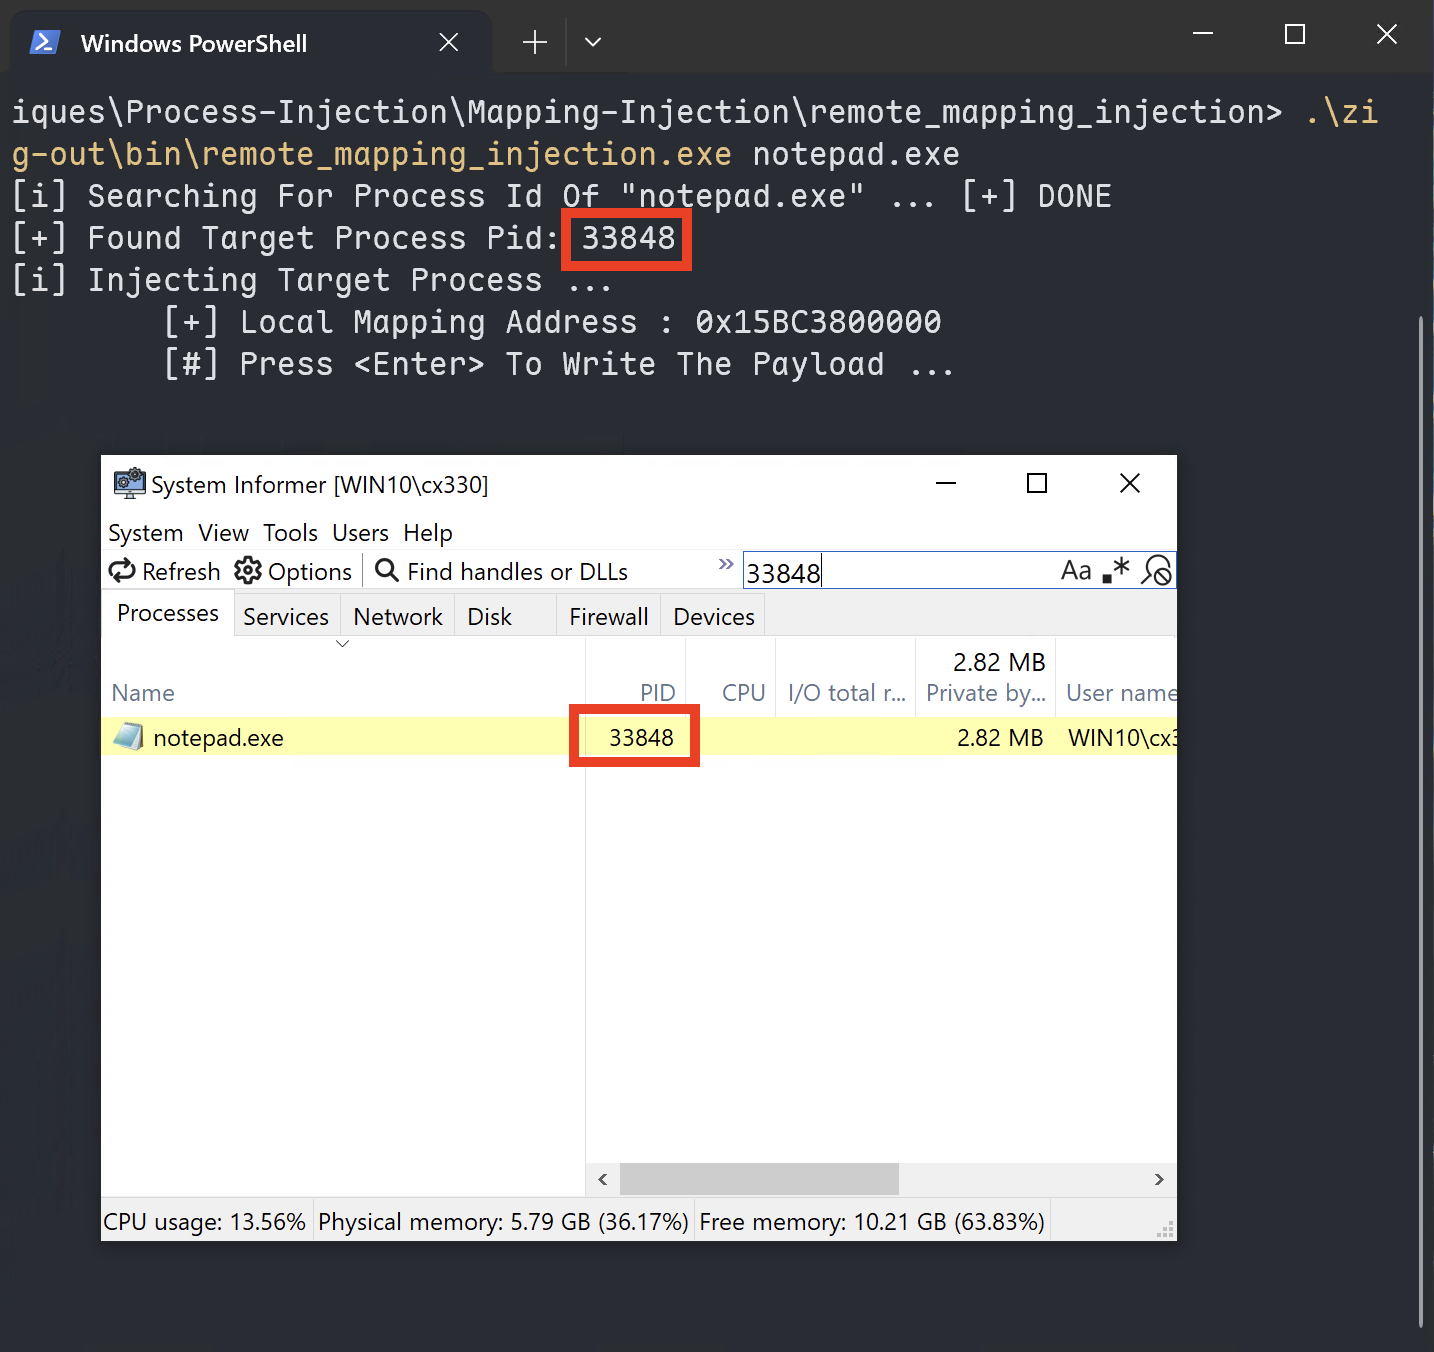 Windows PowerShell
iques\Process-Injection\Mapping-Injection\remote_mapping_injection> .\zi
g-out\bin\remote_mapping_injection.exe notepad.exe
[i] Searching For Process Id Of "notepad.exe" ... [+] DONE
[+] Found Target Process Pid: 33848
[i] Injecting Target Process ...
[+] Local Mapping Address : 0x15BC3800000
[#] Press <Enter> To Write The Payload ...
System Informer [WIN10\cx330]
System View Tools Users Help
Refresh Options Find handles or DLLs » 33848 Aa .*
Processes Services Network Disk Firewall Devices
2.82 MB
Name PID CPU I/O total r... Private by... User name
notepad.exe 33848 2.82 MB WIN10\cx3
CPU usage: 13.56% Physical memory: 5.79 GB (36.17%) Free memory: 10.21 GB (63.83%)